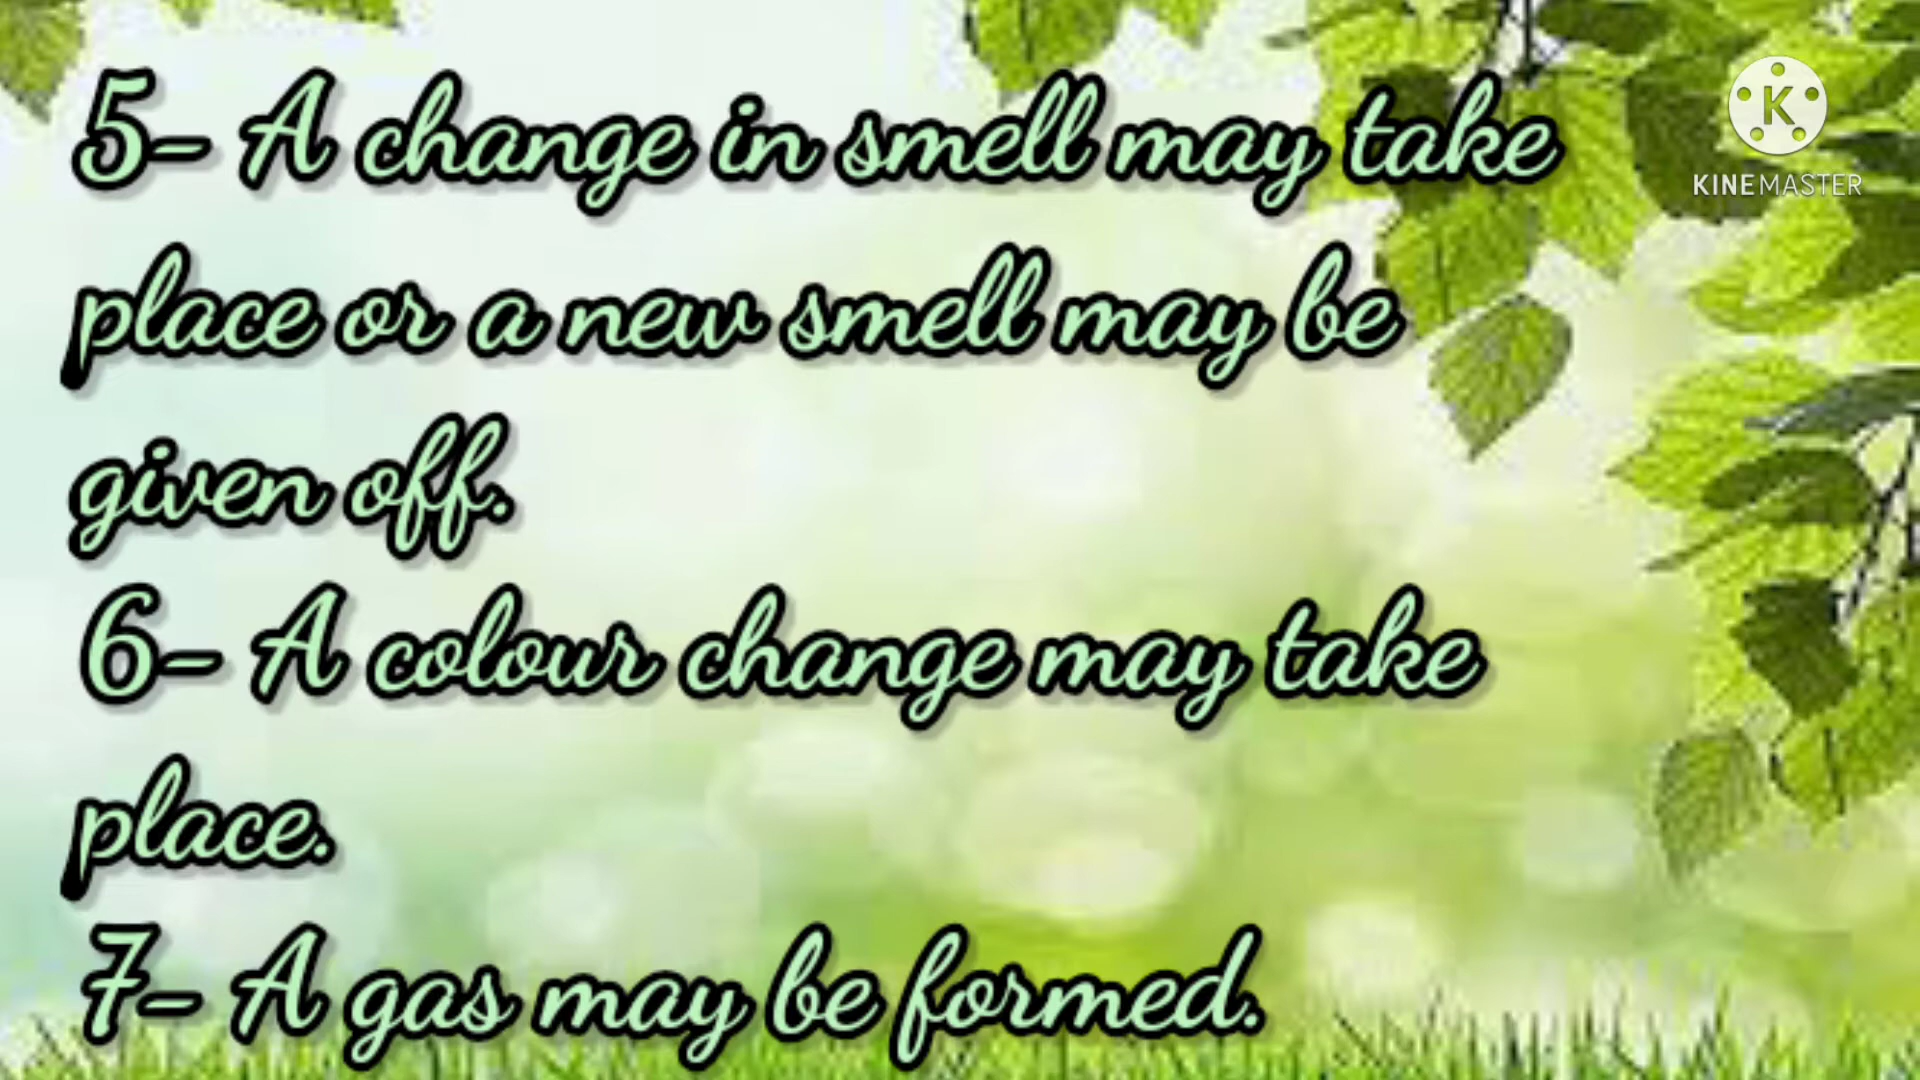 5- A change in smell may take
place or a new smell may be
given off.
6- A colour change may take
place.
7- A gas may be formed.
K
KINEMASTER